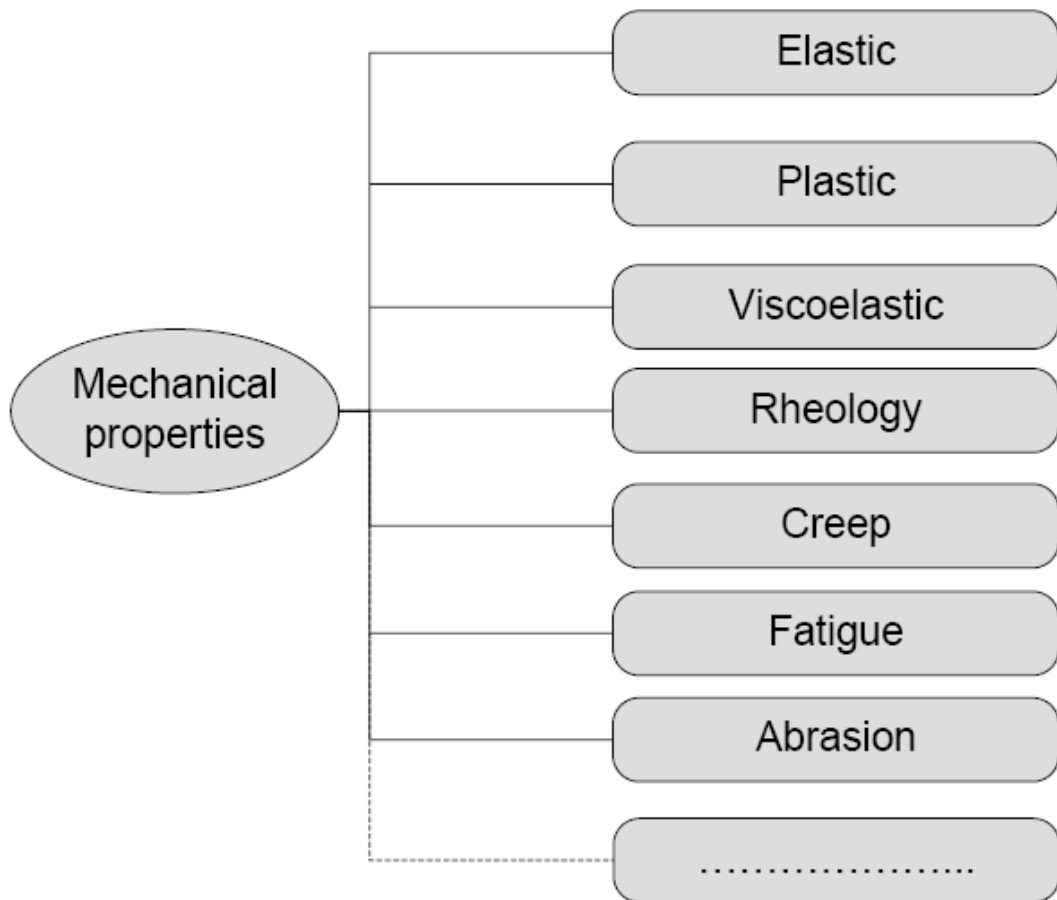 Elastic
Plastic
Viscoelastic
Mechanical
properties
Rheology
Creep
Fatigue
Abrasion
…………………..